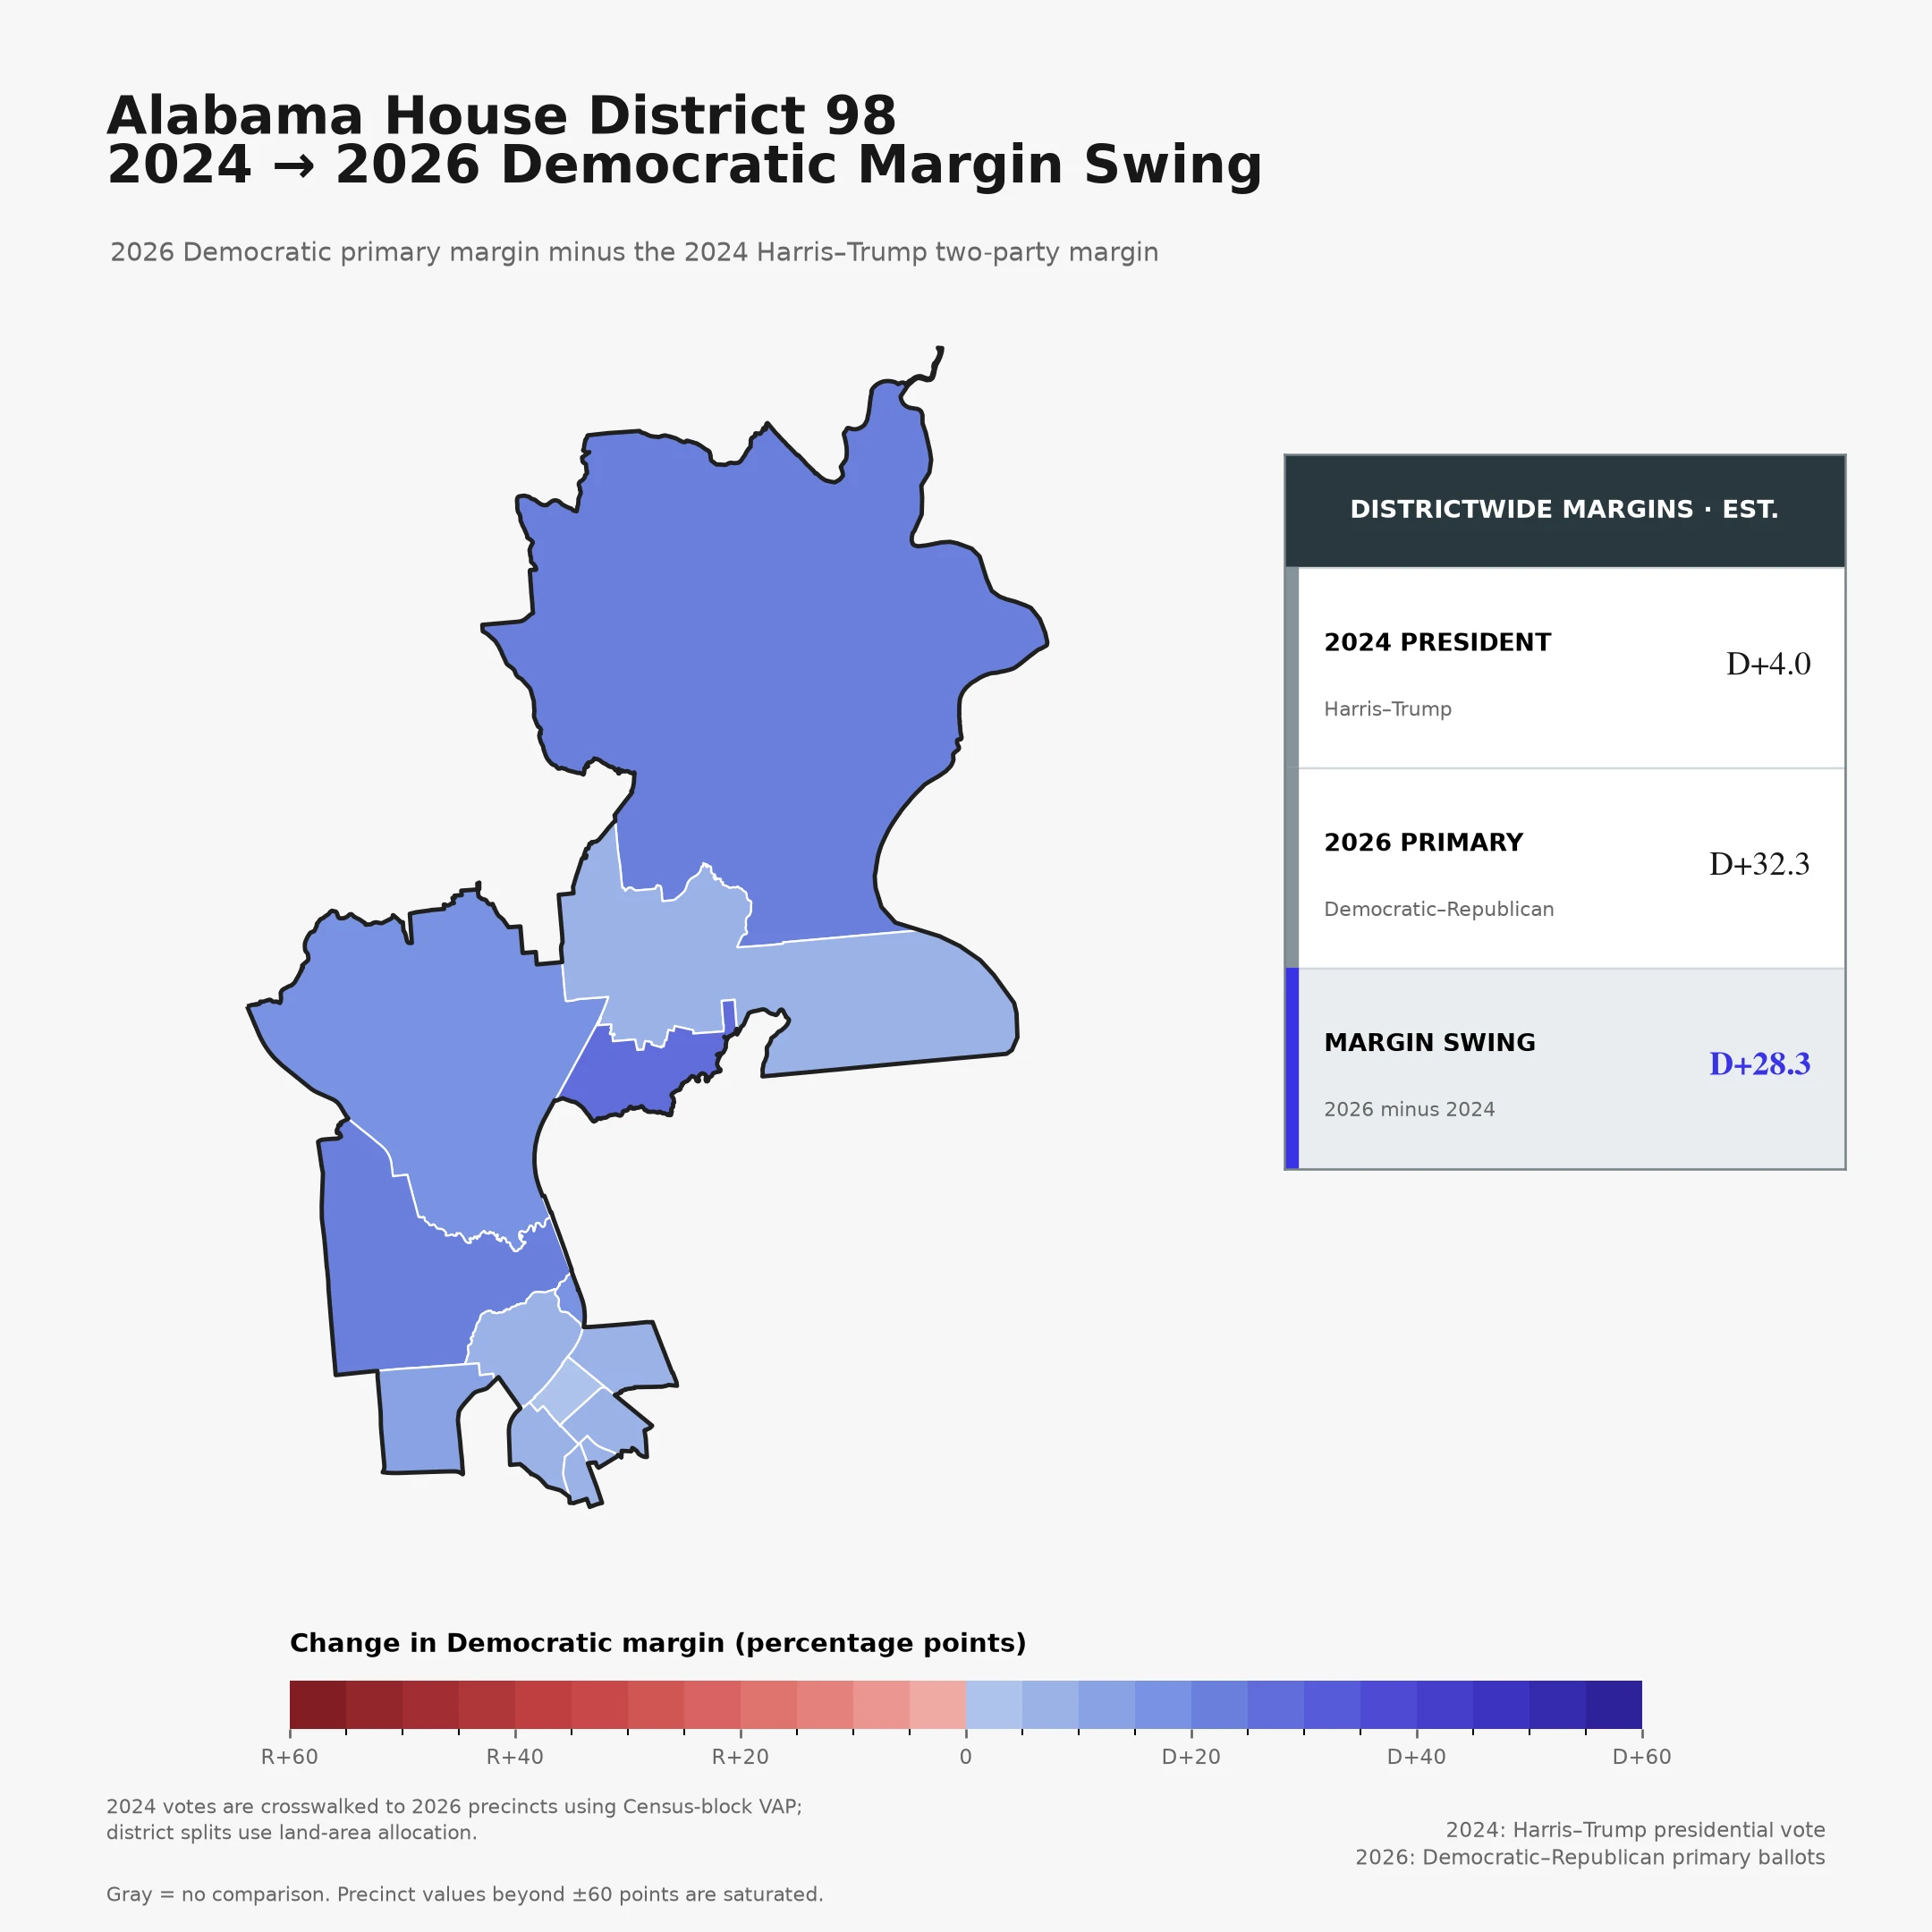 Alabama House District 98
2024 → 2026 Democratic Margin Swing
2026 Democratic primary margin minus the 2024 Harris–Trump two-party margin
DISTRICTWIDE MARGINS · EST.
2024 PRESIDENT
D+4.0
Harris–Trump
2026 PRIMARY
D+32.3
Democratic–Republican
MARGIN SWING
D+28.3
2026 minus 2024
Change in Democratic margin (percentage points)
R+60 R+40 R+20 0 D+20 D+40 D+60
2024 votes are crosswalked to 2026 precincts using Census-block VAP;
district splits use land-area allocation.
Gray = no comparison. Precinct values beyond ±60 points are saturated.
2024: Harris–Trump presidential vote
2026: Democratic–Republican primary ballots